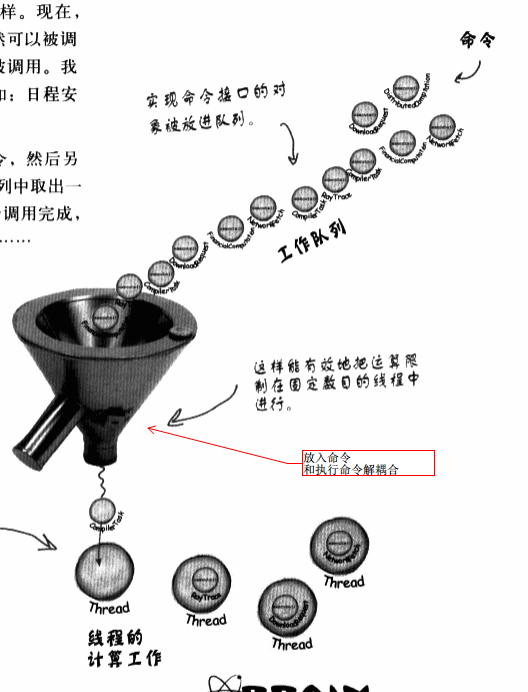 样。现在，
然可以被调
被调用。我
如：日程安
令，然后另
列中取出一
调用完成，
……
命令
实现命令接口的对
象被放进队列。
DistributedComputation
DownloadRequest
NetworkFetch
FinancialComputation
CompilerTask
RayTrace
CompilerTask
NetworkFetch
FinancialComputation
DownloadRequest
CompilerTask
工作队列
这样能有效地把运算限
制在固定数目的线程中
进行。
放入命令
和执行命令解耦合
CompilerTask
Thread
RayTrace
Thread
DownloadRequest
Thread
NetworkFetch
Thread
线程的
计算工作